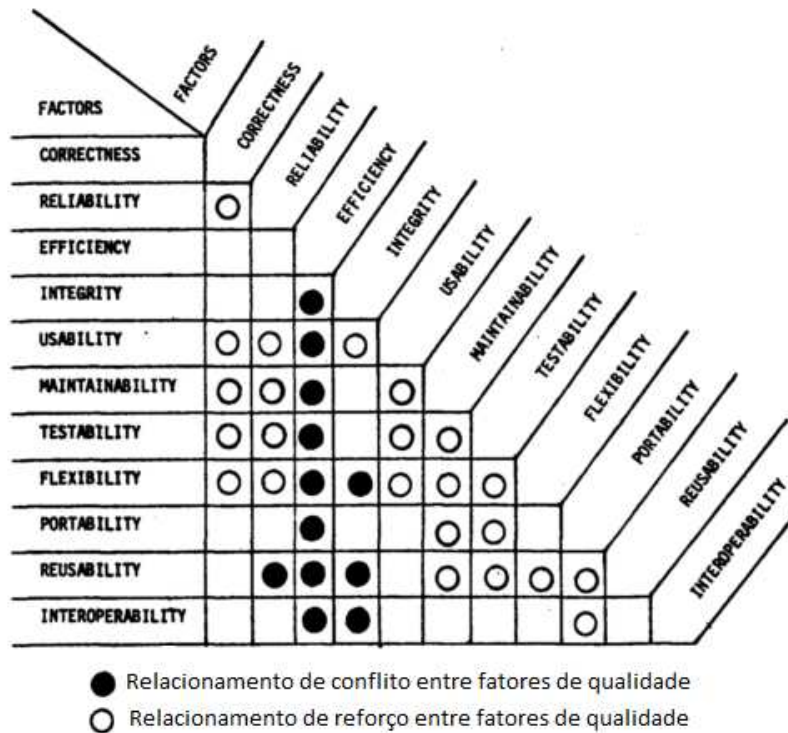 FACTORS
FACTORS
CORRECTNESS
RELIABILITY
EFFICIENCY
INTEGRITY
USABILITY
MAINTAINABILITY
TESTABILITY
FLEXIBILITY
PORTABILITY
REUSABILITY
INTEROPERABILITY
CORRECTNESS
RELIABILITY
EFFICIENCY
INTEGRITY
USABILITY
MAINTAINABILITY
TESTABILITY
FLEXIBILITY
PORTABILITY
REUSABILITY
INTEROPERABILITY
Relacionamento de conflito entre fatores de qualidade
Relacionamento de reforço entre fatores de qualidade